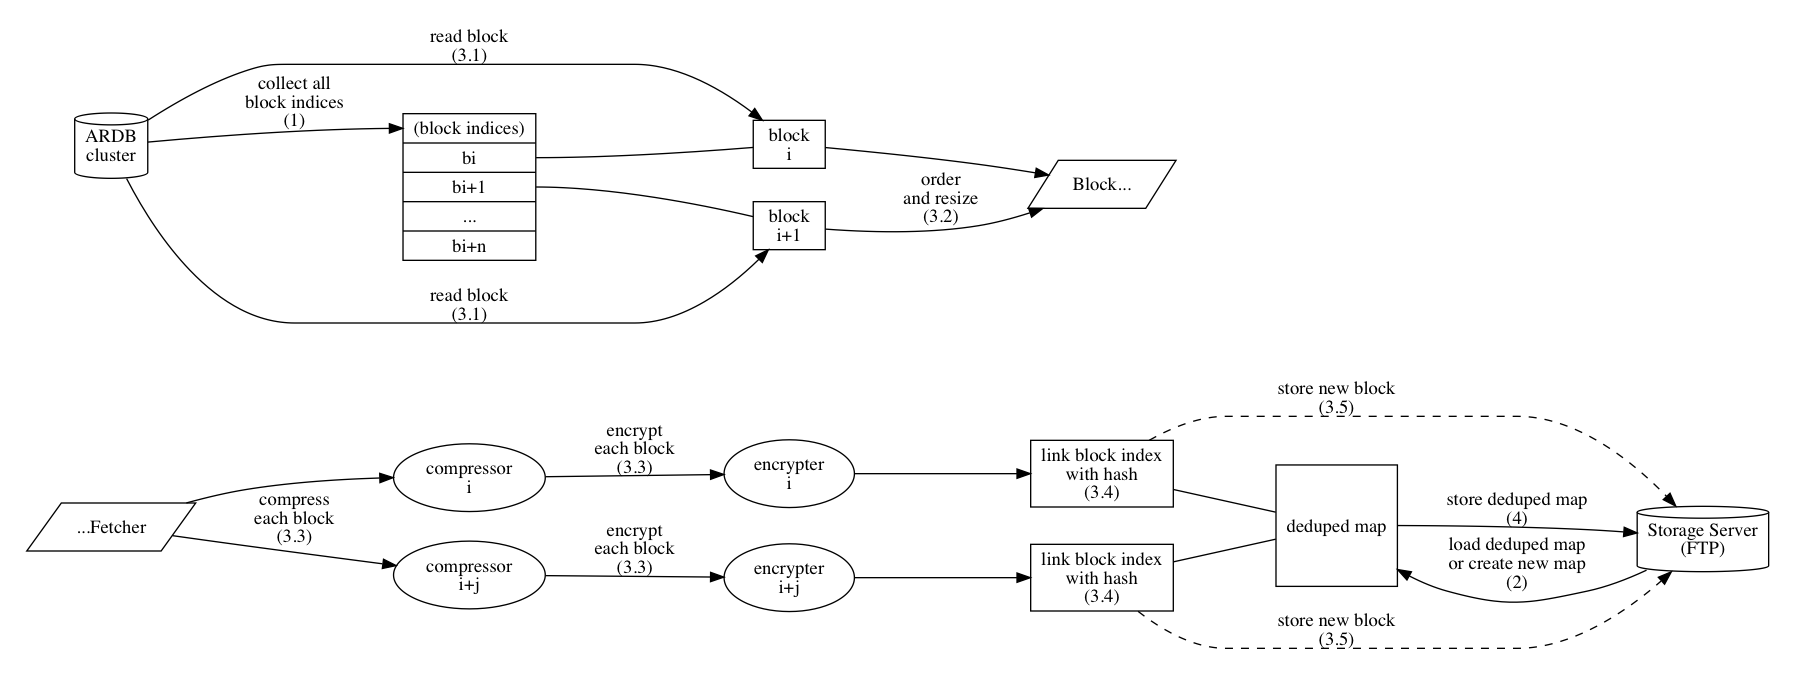 read block
(3.1)
collect all
block indices
(1)
ARDB
cluster
(block indices)
bi
bi+1
...
bi+n
block
i
block
i+1
order
and resize
(3.2)
Block...
read block
(3.1)
...Fetcher
compress
each block
(3.3)
compressor
i
compressor
i+j
encrypt
each block
(3.3)
encrypt
each block
(3.3)
encrypter
i
encrypter
i+j
link block index
with hash
(3.4)
link block index
with hash
(3.4)
store new block
(3.5)
deduped map
store deduped map
(4)
load deduped map
or create new map
(2)
store new block
(3.5)
Storage Server
(FTP)